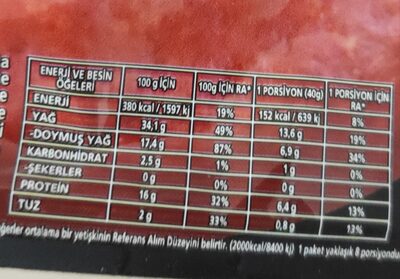 ENERJİ VE BESİN ÖĞELERİ 100 g İÇİN 100g İÇİN RA* 1 PORSİYON (40g) 1 PORSİYON İÇİN RA*
ENERJİ 380 kcal / 1597 kj 19% 152 kcal / 639 kj 8%
YAĞ 34,1 g 49% 13,6 g 19%
-DOYMUŞ YAĞ 17,4 g 87% 6,9 g 34%
KARBONHİDRAT 2,5 g 1% 1 g 0%
-ŞEKERLER 0 g 0% 0 g 0%
PROTEİN 16 g 32% 6,4 g 13%
TUZ 2 g 33% 0,8 g 13%
ortalama bir yetişkinin Referans Alım Düzeyini belirtir. (2000kcal/8400 kj) 1 paket yaklaşık 8 porsiyondu